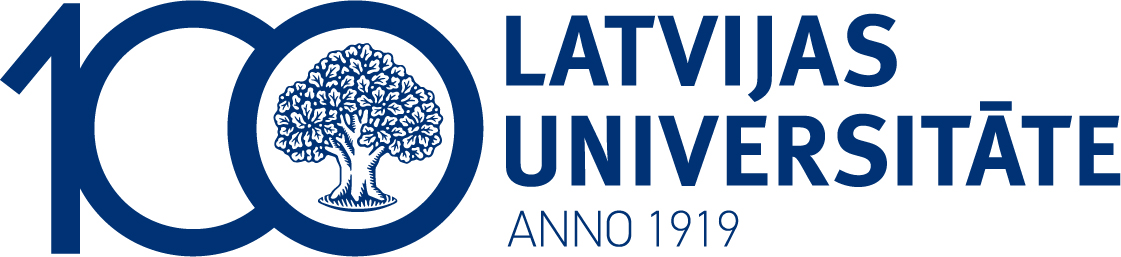 100
LATVIJAS
UNIVERSITĀTE
ANNO 1919